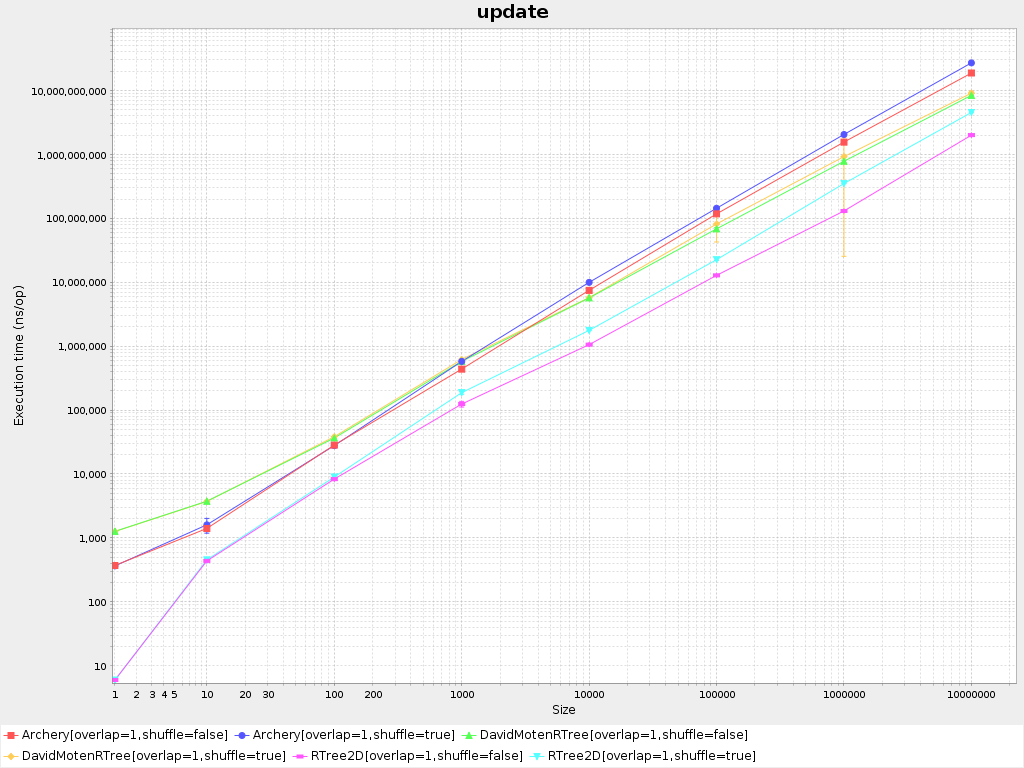 update
10,000,000,000
1,000,000,000
100,000,000
10,000,000
1,000,000
100,000
10,000
1,000
100
10
Execution time (ns/op)
1 2 3 4 5 10 20 30 100 200 1000 10000 100000 1000000 10000000
Size
Archery[overlap=1,shuffle=false] Archery[overlap=1,shuffle=true] DavidMotenRTree[overlap=1,shuffle=false]
DavidMotenRTree[overlap=1,shuffle=true] RTree2D[overlap=1,shuffle=false] RTree2D[overlap=1,shuffle=true]